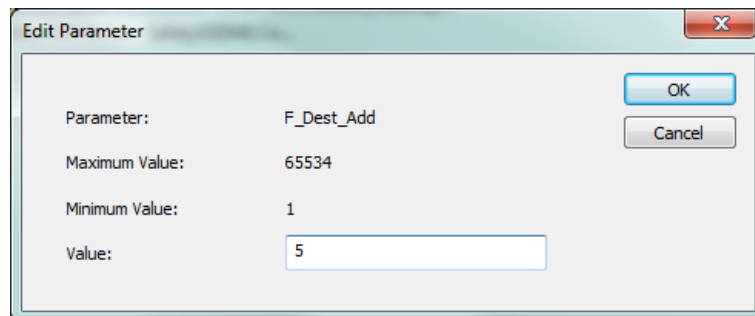 Edit Parameter
OK
Parameter: F_Dest_Add
Cancel
Maximum Value: 65534
Minimum Value: 1
Value: 5